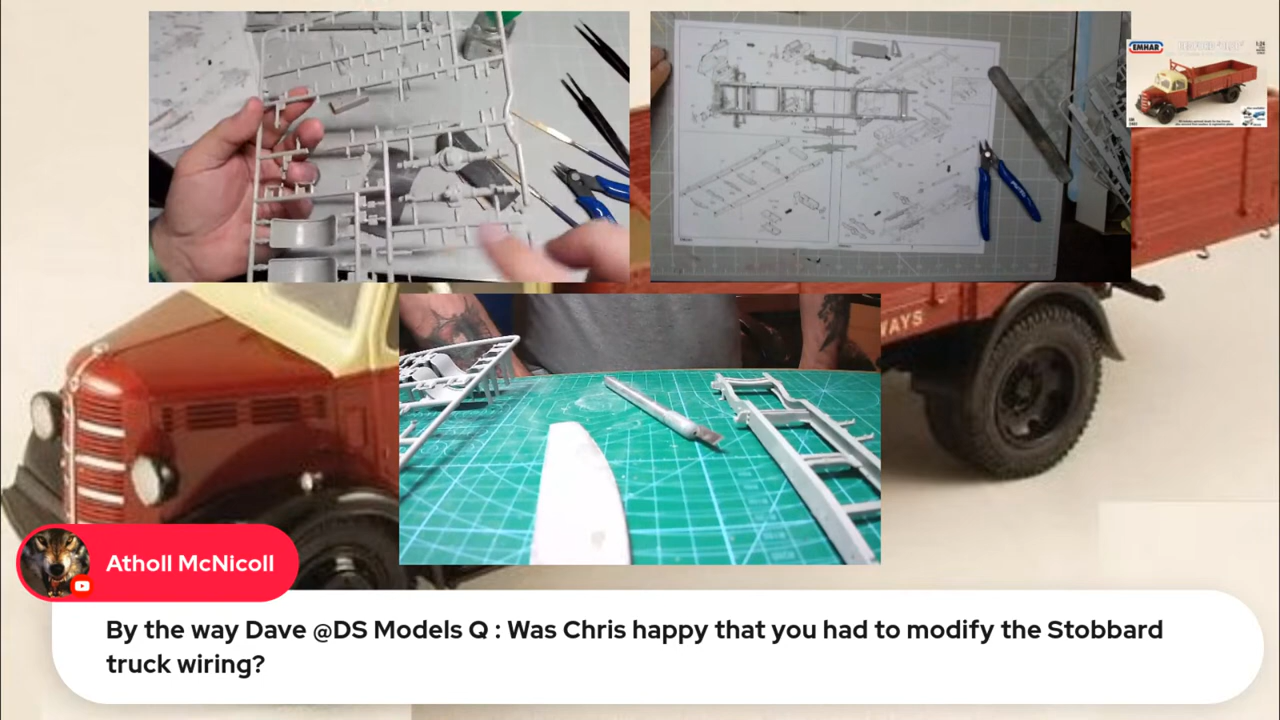 EMHAR
WAYS
Atholl McNicoll
By the way Dave @DS Models Q : Was Chris happy that you had to modify the Stobbard
truck wiring?